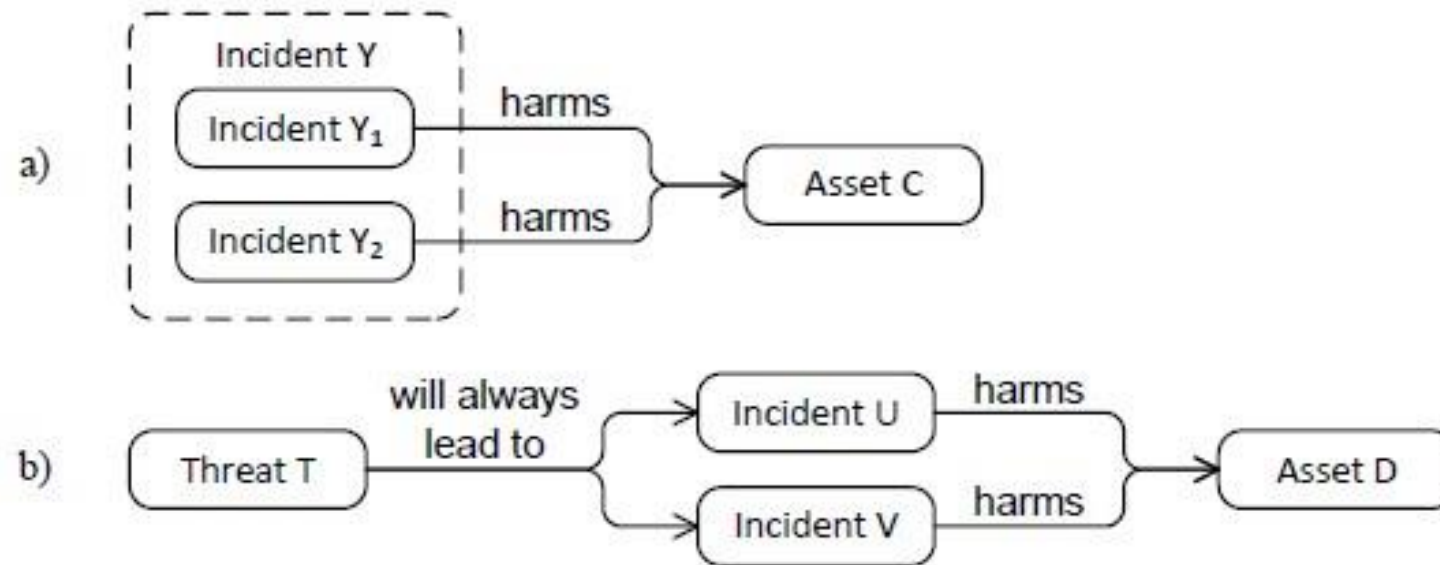 a)
Incident Y
Incident Y₁
harms
Incident Y₂
harms
Asset C
b)
Threat T
will always
lead to
Incident U
harms
Incident V
harms
Asset D